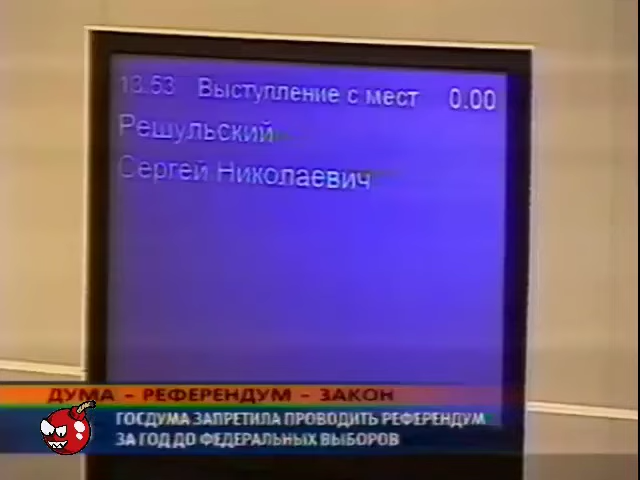 13.53 Выступление с мест 0.00
Решульский
Сергей Николаевич
ДУМА - РЕФЕРЕНДУМ - ЗАКОН
ГОСДУМА ЗАПРЕТИЛА ПРОВОДИТЬ РЕФЕРЕНДУМ
ЗА ГОД ДО ФЕДЕРАЛЬНЫХ ВЫБОРОВ